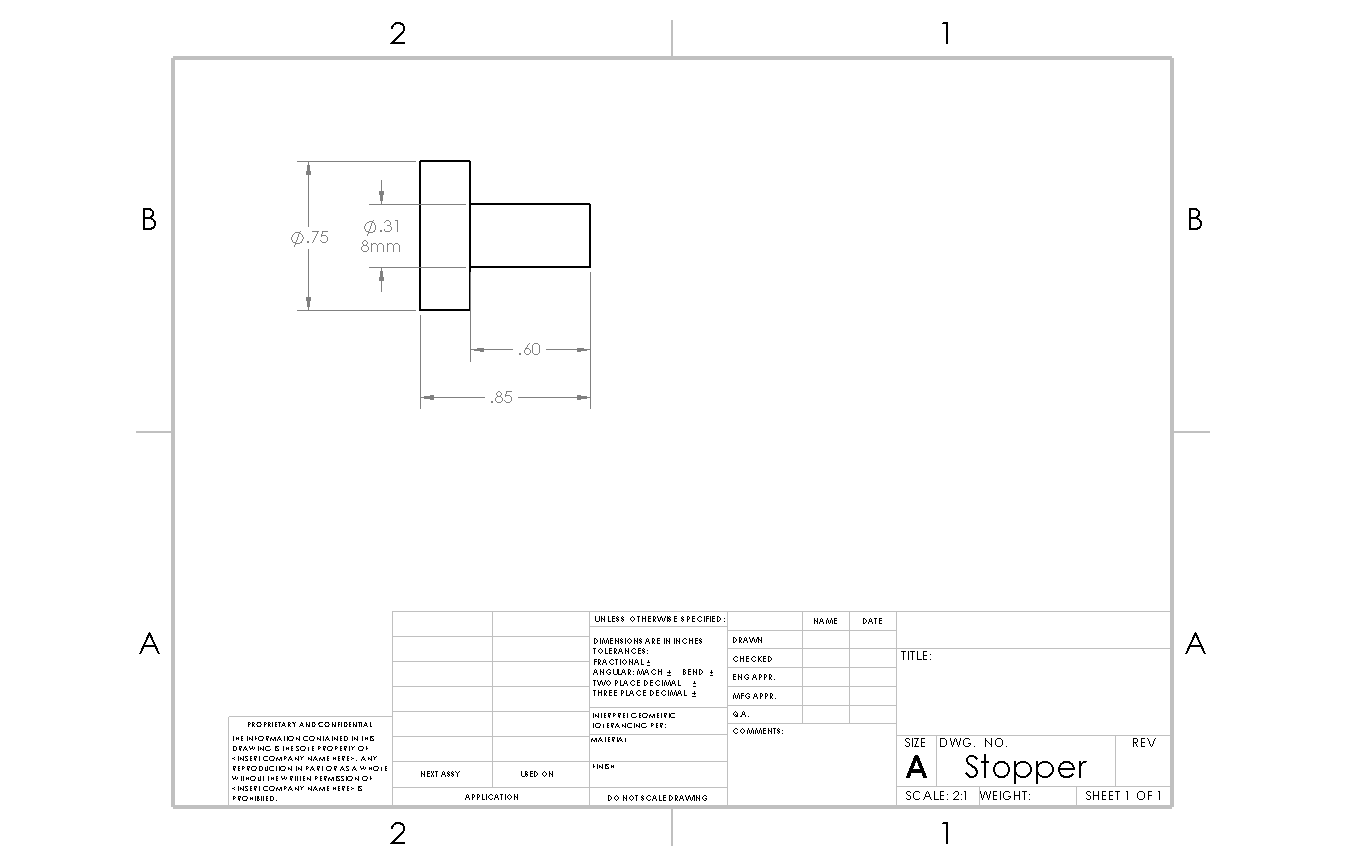 2
1
B
B
∅.75
∅.31
8mm
.60
.85
A
A
UNLESS OTHERWISE SPECIFIED:
DIMENSIONS ARE IN INCHES
TOLERANCES:
FRACTIONAL ±
ANGULAR: MACH ± BEND ±
TWO PLACE DECIMAL ±
THREE PLACE DECIMAL ±
INTERPRET GEOMETRIC
TOLERANCING PER:
MATERIAL
FINISH
DO NOT SCALE DRAWING
NAME
DATE
DRAWN
CHECKED
ENG APPR.
MFG APPR.
Q.A.
COMMENTS:
TITLE:
PROPRIETARY AND CONFIDENTIAL
THE INFORMATION CONTAINED IN THIS
DRAWING IS THE SOLE PROPERTY OF
<INSERT COMPANY NAME HERE>. ANY
REPRODUCTION IN PART OR AS A WHOLE
WITHOUT THE WRITTEN PERMISSION OF
<INSERT COMPANY NAME HERE> IS
PROHIBITED.
NEXT ASSY
USED ON
APPLICATION
SIZE
A
DWG. NO.
Stopper
REV
SCALE: 2:1
WEIGHT:
SHEET 1 OF 1
2
1